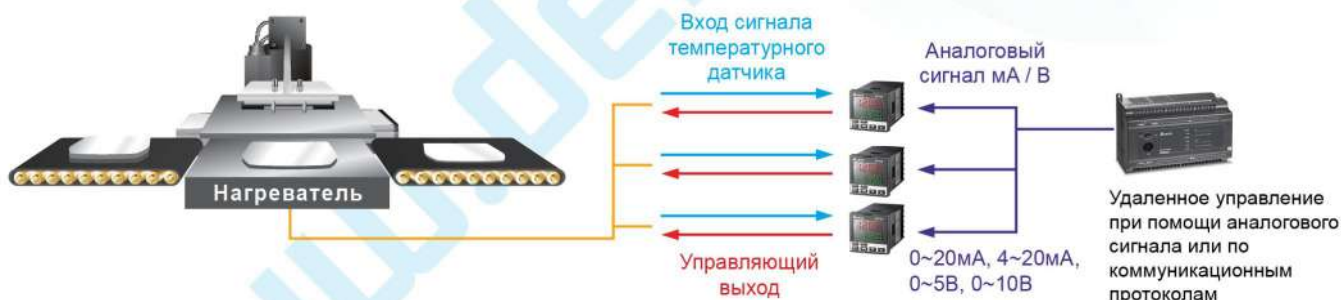 Вход сигнала
температурного
датчика
Аналоговый
сигнал мА / В
Нагреватель
Управляющий
выход
0~20мА, 4~20мА,
0~5В, 0~10В
Удаленное управление
при помощи аналогового
сигнала или по
коммуникационным
протоколам